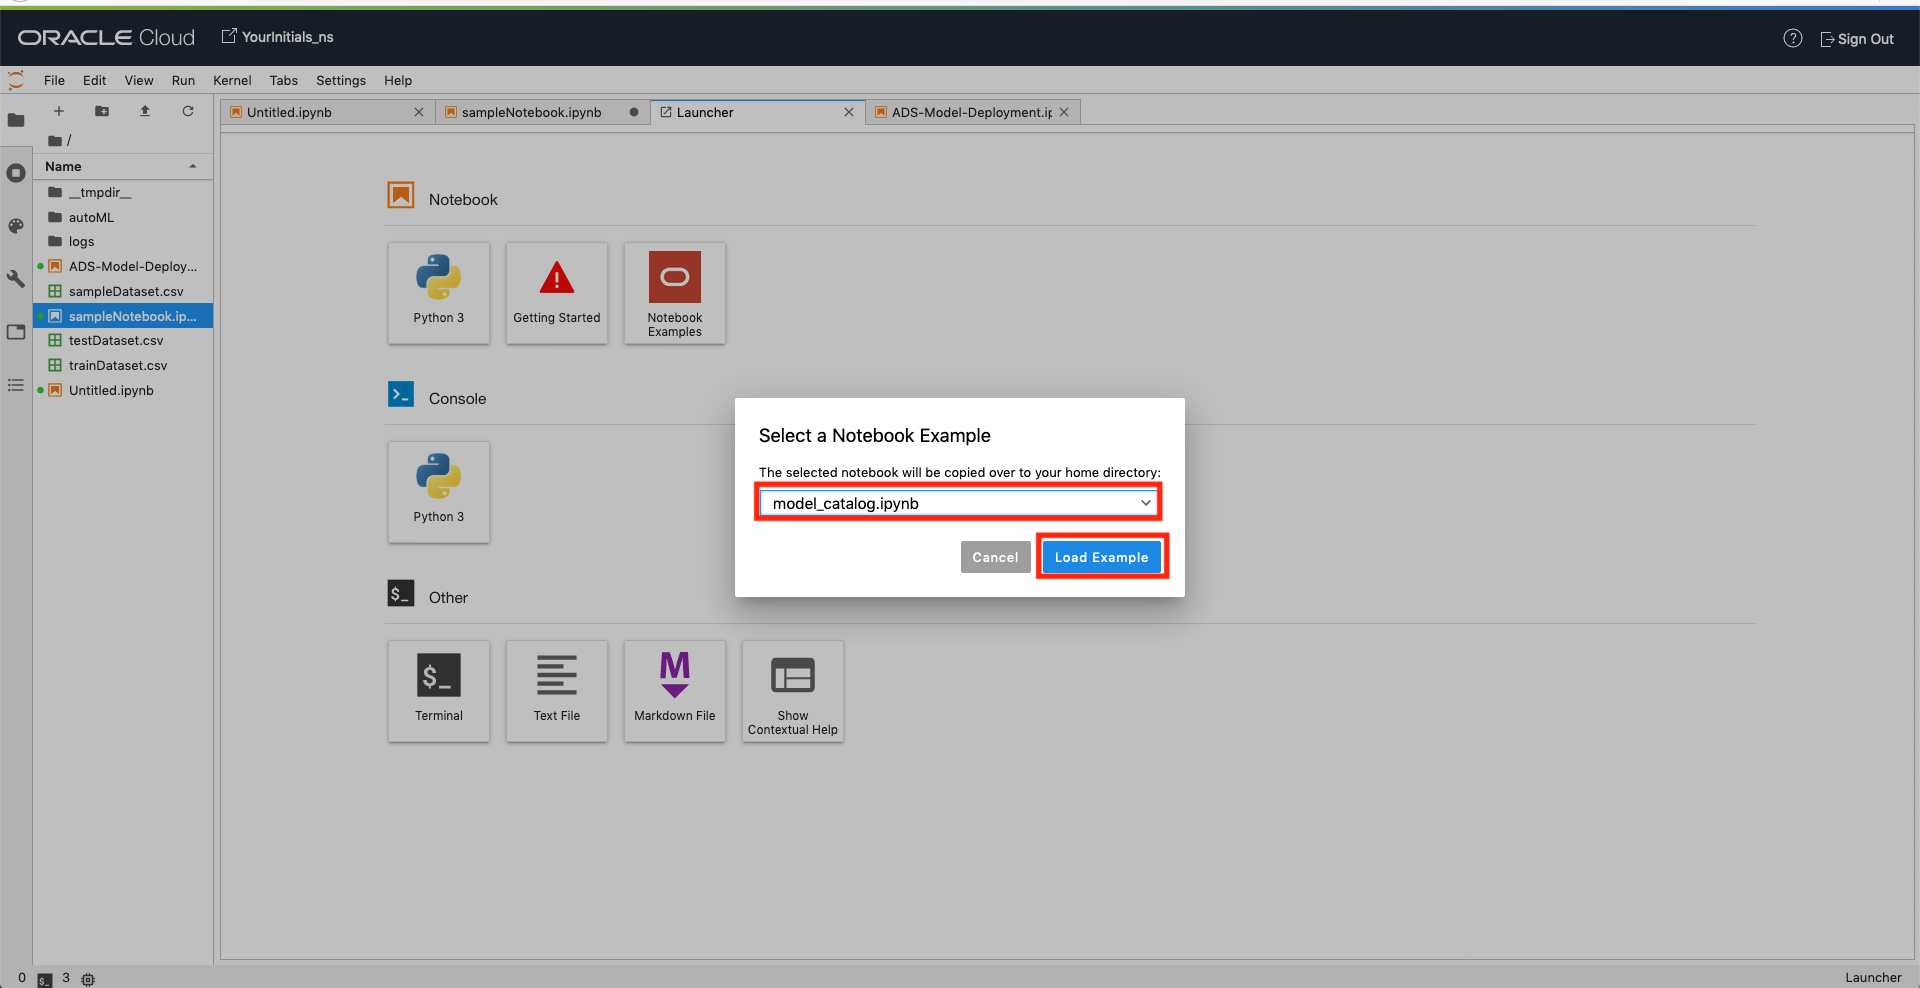 ORACLE Cloud
YourInitials_ns
Sign Out
File Edit View Run Kernel Tabs Settings Help
Untitled.ipynb
sampleNotebook.ipynb
Launcher
ADS-Model-Deployment.ip
/
Name
__tmpdir__
autoML
logs
ADS-Model-Deploy...
sampleDataset.csv
sampleNotebook.ip...
testDataset.csv
trainDataset.csv
Untitled.ipynb
Notebook
Python 3
Getting Started
Notebook
Examples
Console
Python 3
Select a Notebook Example
The selected notebook will be copied over to your home directory:
model_catalog.ipynb
Cancel
Load Example
$_
Other
$_
Terminal
Text File
M
Markdown File
Show
Contextual Help
0 $_ 3
Launcher